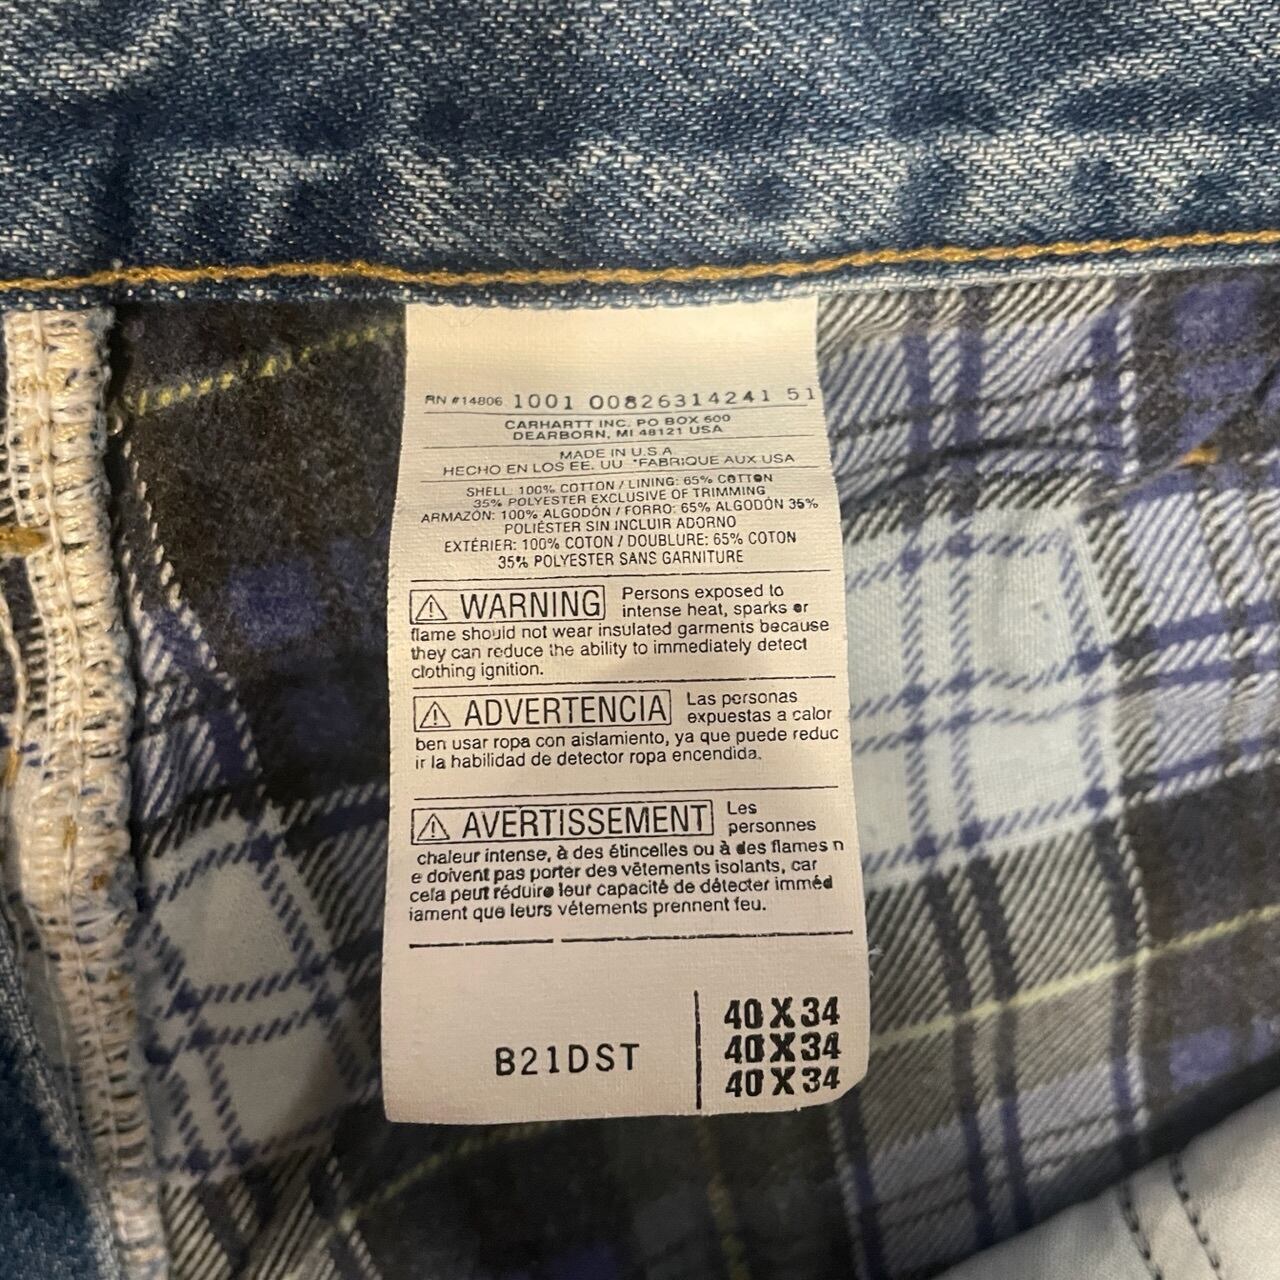 RN #14806 1001 00826314241 51
CARHARTT INC. PO BOX 600
DEARBORN, MI 48121 USA
MADE IN U.S.A.
HECHO EN LOS EE. UU *FABRIQUE AUX USA
SHELL: 100% COTTON / LINING: 65% COTTON
35% POLYESTER EXCLUSIVE OF TRIMMING
ARMAZÓN: 100% ALGODÓN / FORRO: 65% ALGODÓN 35%
POLIÉSTER SIN INCLUIR ADORNO
EXTÉRIER: 100% COTON / DOUBLURE: 65% COTON
35% POLYESTER SANS GARNITURE
⚠ WARNING Persons exposed to
intense heat, sparks or
flame should not wear insulated garments because
they can reduce the ability to immediately detect
clothing ignition.
⚠ ADVERTENCIA Las personas
expuestas a calor
ben usar ropa con aislamiento, ya que puede reduc
ir la habilidad de detector ropa encendida.
⚠ AVERTISSEMENT Les
personnes
chaleur intense, à des étincelles ou à des flames n
e doivent pas porter des vêtements isolants, car
cela peut réduire leur capacité de détecter imméd
iament que leurs vétements prennent feu.
40 X 34
B21DST 40 X 34
40 X 34